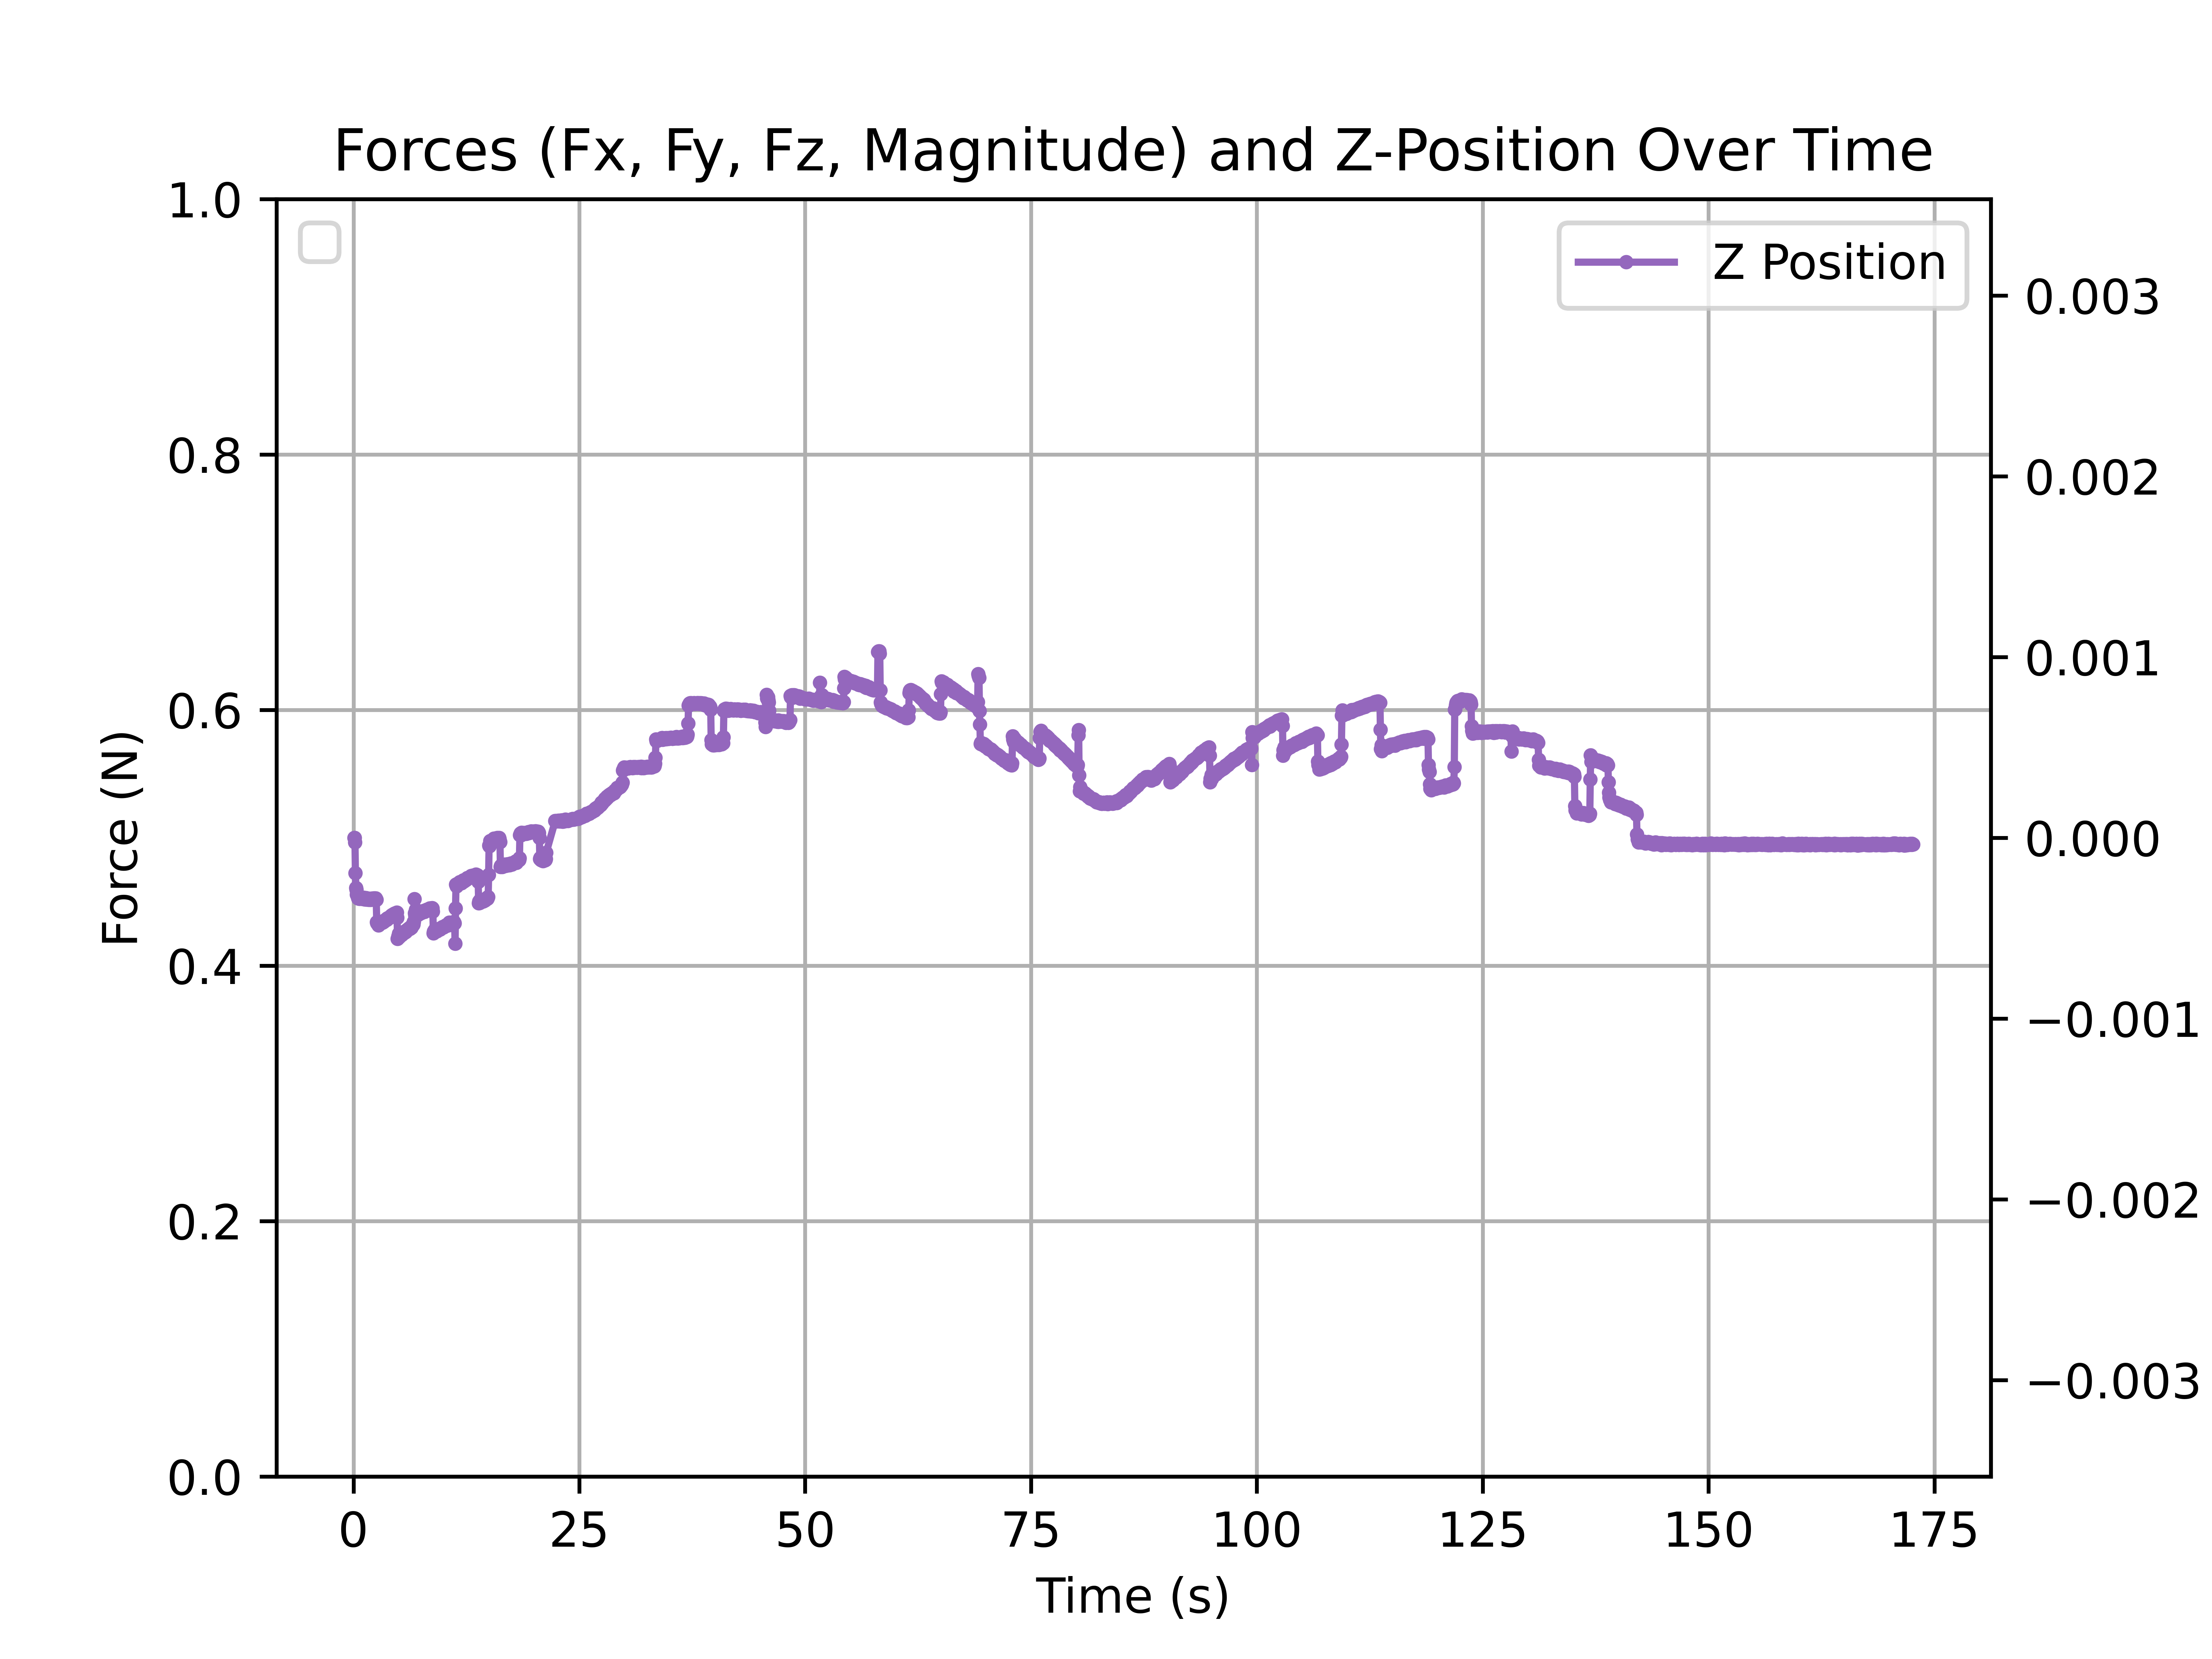 Forces (Fx, Fy, Fz, Magnitude) and Z-Position Over Time
1.0
0.8
0.6
0.4
0.2
0.0
Force (N)
Z Position
0.003
0.002
0.001
0.000
−0.001
−0.002
−0.003
0 25 50 75 100 125 150 175
Time (s)